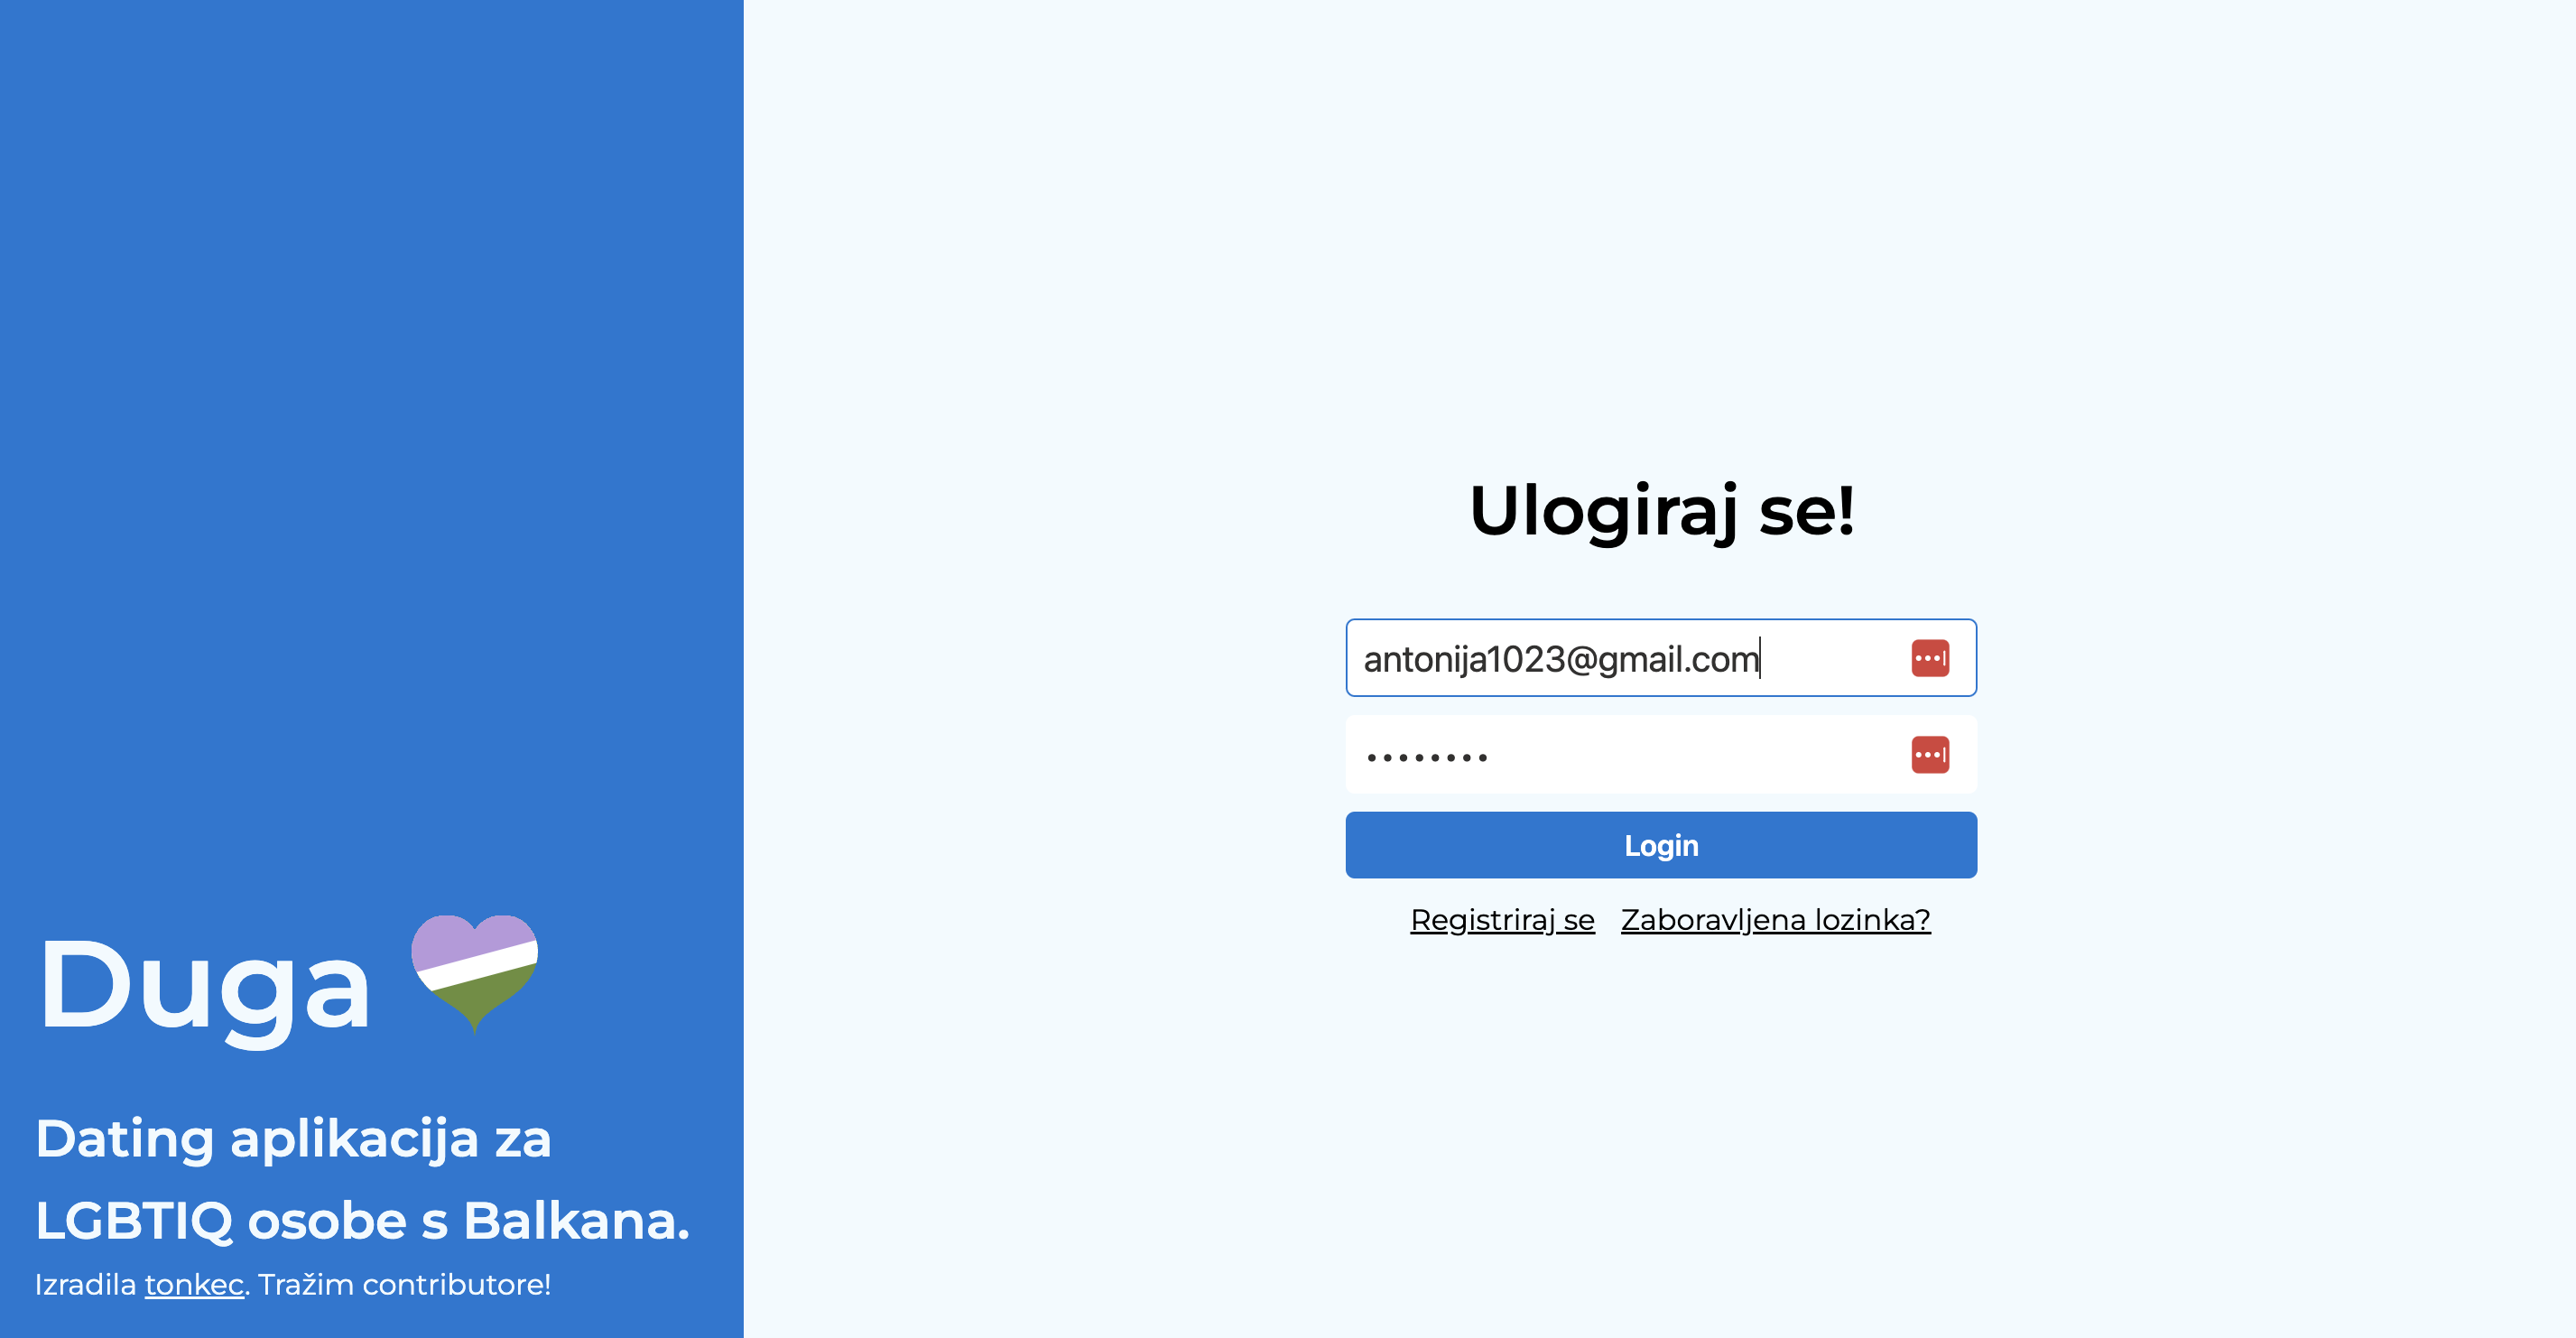 Duga
Dating aplikacija za
LGBTIQ osobe s Balkana.
Izradila tonkec. Tražim contributore!
Ulogiraj se!
antonija1023@gmail.com
••••••••
Login
Registriraj se Zaboravljena lozinka?